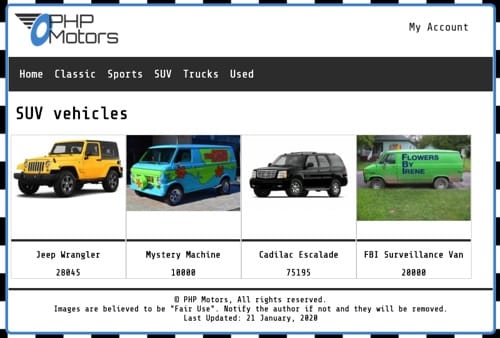 PHP
Motors
My Account
Home Classic Sports SUV Trucks Used
SUV vehicles
FLOWERS
BY
IRENE
Jeep Wrangler
28045
Mystery Machine
10000
Cadilac Escalade
75195
FBI Surveillance Van
20000
© PHP Motors, All rights reserved.
Images are believed to be "Fair Use". Notify the author if not and they will be removed.
Last Updated: 21 January, 2020